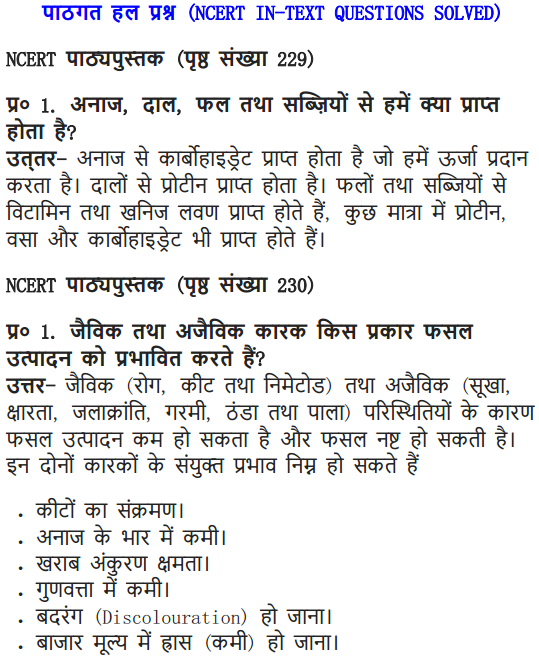 पाठगत हल प्रश्न (NCERT IN-TEXT QUESTIONS SOLVED)
NCERT पाठ्यपुस्तक (पृष्ठ संख्या 229)
प्र० 1. अनाज, दाल, फल तथा सब्ज़ियों से हमें क्या प्राप्त
होता है?
उत्तर– अनाज से कार्बोहाइड्रेट प्राप्त होता है जो हमें ऊर्जा प्रदान
करता है। दालों से प्रोटीन प्राप्त होता है। फलों तथा सब्जियों से
विटामिन तथा खनिज लवण प्राप्त होते हैं, कुछ मात्रा में प्रोटीन,
वसा और कार्बोहाइड्रेट भी प्राप्त होते हैं।
NCERT पाठ्यपुस्तक (पृष्ठ संख्या 230)
प्र० 1. जैविक तथा अजैविक कारक किस प्रकार फसल
उत्पादन को प्रभावित करते हैं?
उत्तर– जैविक (रोग, कीट तथा निमेटोड) तथा अजैविक (सूखा,
क्षारता, जलाक्रांति, गरमी, ठंडा तथा पाला) परिस्थितियों के कारण
फसल उत्पादन कम हो सकता है और फसल नष्ट हो सकती है।
इन दोनों कारकों के संयुक्त प्रभाव निम्न हो सकते हैं
• कीटों का संक्रमण।
• अनाज के भार में कमी।
• खराब अंकुरण क्षमता।
• गुणवत्ता में कमी।
• बदरंग (Discolouration) हो जाना।
• बाजार मूल्य में ह्रास (कमी) हो जाना।